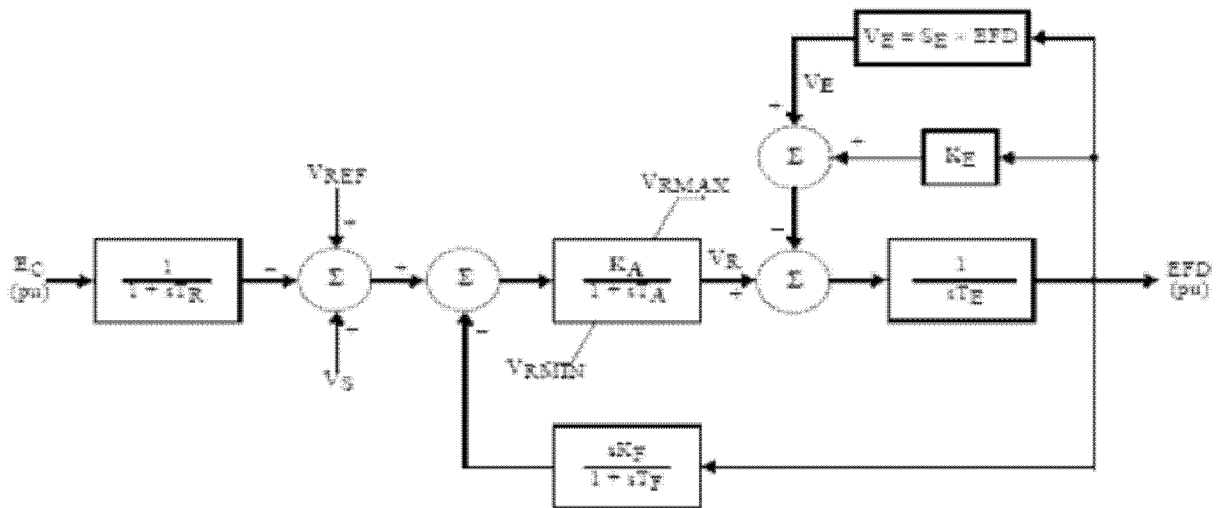 VE = SE - EFD
VE
+
Σ
+
KE
VREF
VRMAX
EC
(pu)
1
1 + sTR
-
+
Σ
+
Σ
KA
1 + sTA
VR
+
-
Σ
1
sTE
EFD
(pu)
+
VS
-
VRMIN
sKF
1 + sTF